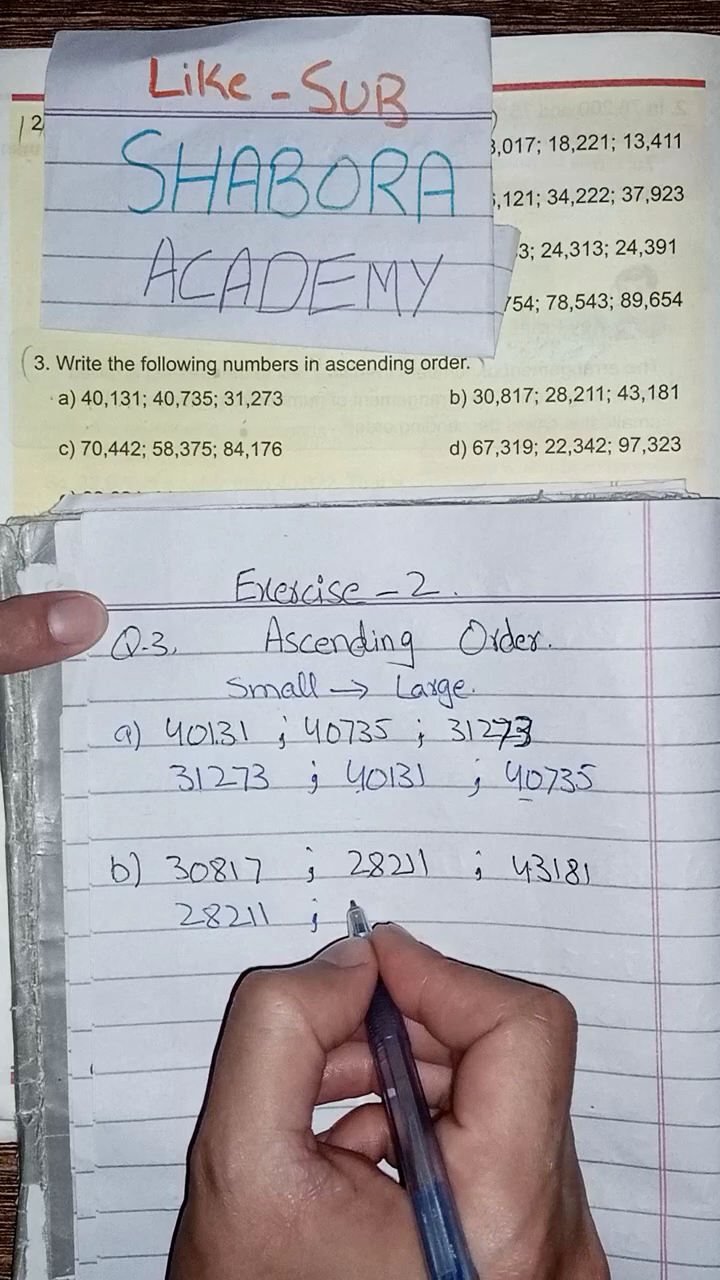 Like - SUB
SHABORA
ACADEMY
2
,017; 18,221; 13,411
,121; 34,222; 37,923
3; 24,313; 24,391
754; 78,543; 89,654
3. Write the following numbers in ascending order.
a) 40,131; 40,735; 31,273 b) 30,817; 28,211; 43,181
c) 70,442; 58,375; 84,176 d) 67,319; 22,342; 97,323
Exercise - 2.
Q.3. Ascending Order.
Small → Large.
a) 40131 ; 40735 ; 31273
31273 ; 40131 ; 40735
b) 30817 ; 28211 ; 43181
28211 ;